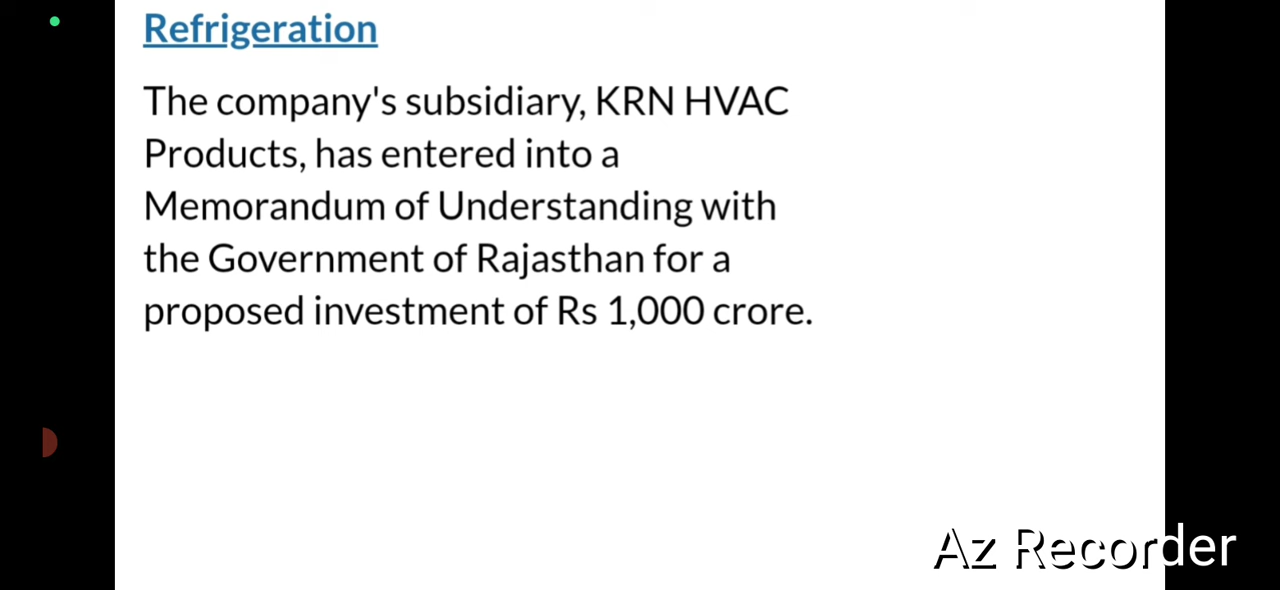 Refrigeration
The company's subsidiary, KRN HVAC
Products, has entered into a
Memorandum of Understanding with
the Government of Rajasthan for a
proposed investment of Rs 1,000 crore.
Az Recorder